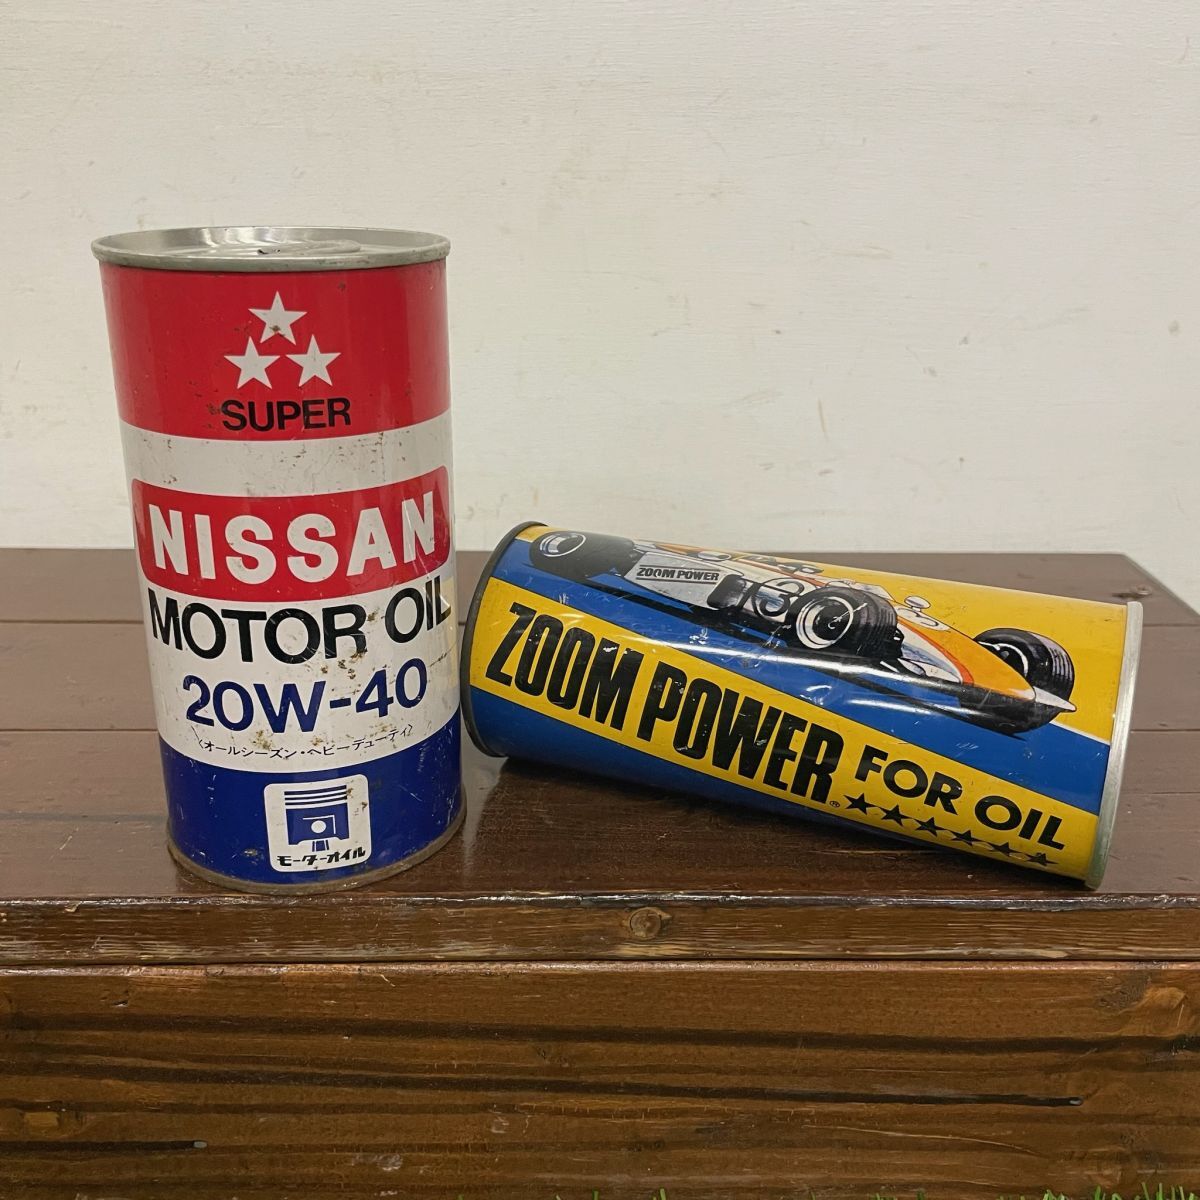 SUPER
NISSAN
MOTOR OIL
20W-40
〈オールシーズン・ヘビーデューティ〉
モーターオイル
ZOOM POWER
ZOOM POWER®
FOR OIL